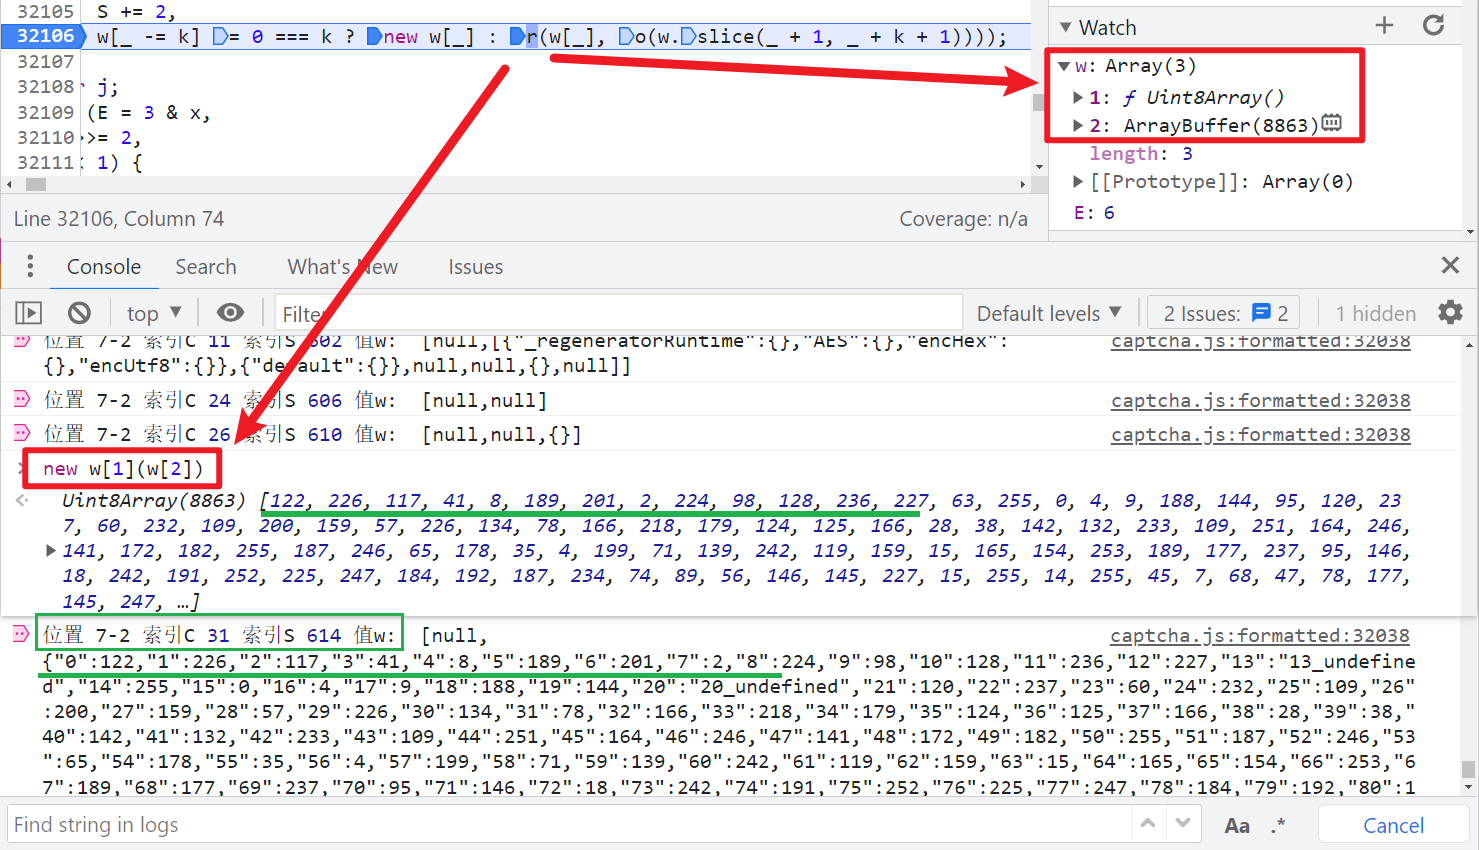 32105 S += 2,
32106 w[_ -= k] = 0 === k ? new w[_] : r(w[_], o(w.slice(_ + 1, _ + k + 1))));
32107
32108 j;
32109 (E = 3 & x,
32110 >>= 2,
32111 1) {
Line 32106, Column 74
Coverage: n/a
Watch
w: Array(3)
1: ƒ Uint8Array()
2: ArrayBuffer(8863)
length: 3
[[Prototype]]: Array(0)
E: 6
Console Search What's New Issues
top Filter Default levels 2 Issues: 2 1 hidden
位置 7-2 索引C 11 索引S 602 值w: [null,[{"_regeneratorRuntime":{},"AES":{},"encHex": captcha.js:formatted:32038
{},"encUtf8":{}},{"default":{}},null,null,{},null]]
位置 7-2 索引C 24 索引S 606 值w: [null,null] captcha.js:formatted:32038
位置 7-2 索引C 26 索引S 610 值w: [null,null,{}] captcha.js:formatted:32038
new w[1](w[2])
Uint8Array(8863) [122, 226, 117, 41, 8, 189, 201, 2, 224, 98, 128, 236, 227, 63, 255, 0, 4, 9, 188, 144, 95, 120, 23
7, 60, 232, 109, 200, 159, 57, 226, 134, 78, 166, 218, 179, 124, 125, 166, 28, 38, 142, 132, 233, 109, 251, 164, 246,
141, 172, 182, 255, 187, 246, 65, 178, 35, 4, 199, 71, 139, 242, 119, 159, 15, 165, 154, 253, 189, 177, 237, 95, 146,
18, 242, 191, 252, 225, 247, 184, 192, 187, 234, 74, 89, 56, 146, 145, 227, 15, 255, 14, 255, 45, 7, 68, 47, 78, 177,
145, 247, …]
位置 7-2 索引C 31 索引S 614 值w: [null, captcha.js:formatted:32038
{"0":122,"1":226,"2":117,"3":41,"4":8,"5":189,"6":201,"7":2,"8":224,"9":98,"10":128,"11":236,"12":227,"13":"13_undefine
d","14":255,"15":0,"16":4,"17":9,"18":188,"19":144,"20":"20_undefined","21":120,"22":237,"23":60,"24":232,"25":109,"26"
:200,"27":159,"28":57,"29":226,"30":134,"31":78,"32":166,"33":218,"34":179,"35":124,"36":125,"37":166,"38":28,"39":38,"
40":142,"41":132,"42":233,"43":109,"44":251,"45":164,"46":246,"47":141,"48":172,"49":182,"50":255,"51":187,"52":246,"53
":65,"54":178,"55":35,"56":4,"57":199,"58":71,"59":139,"60":242,"61":119,"62":159,"63":15,"64":165,"65":154,"66":253,"6
7":189,"68":177,"69":237,"70":95,"71":146,"72":18,"73":242,"74":191,"75":252,"76":225,"77":247,"78":184,"79":192,"80":1
Find string in logs
Aa .* Cancel